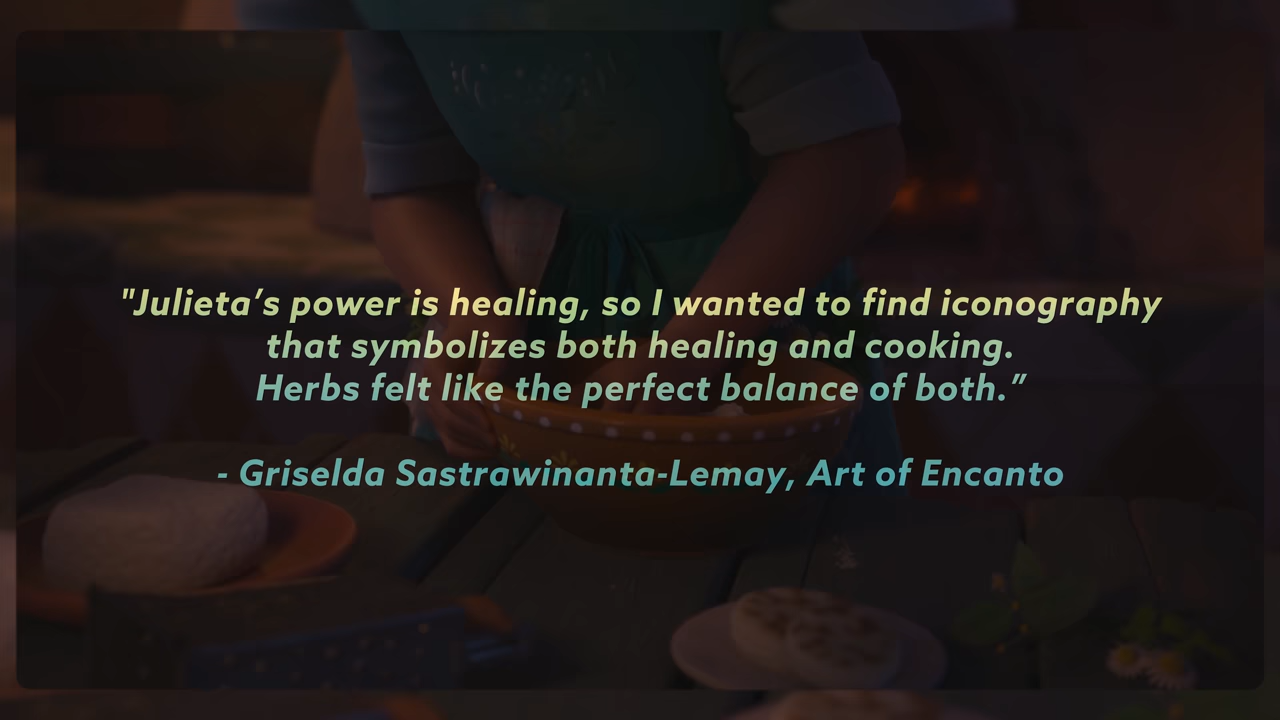 "Julieta’s power is healing, so I wanted to find iconography
that symbolizes both healing and cooking.
Herbs felt like the perfect balance of both.”
- Griselda Sastrawinanta-Lemay, Art of Encanto